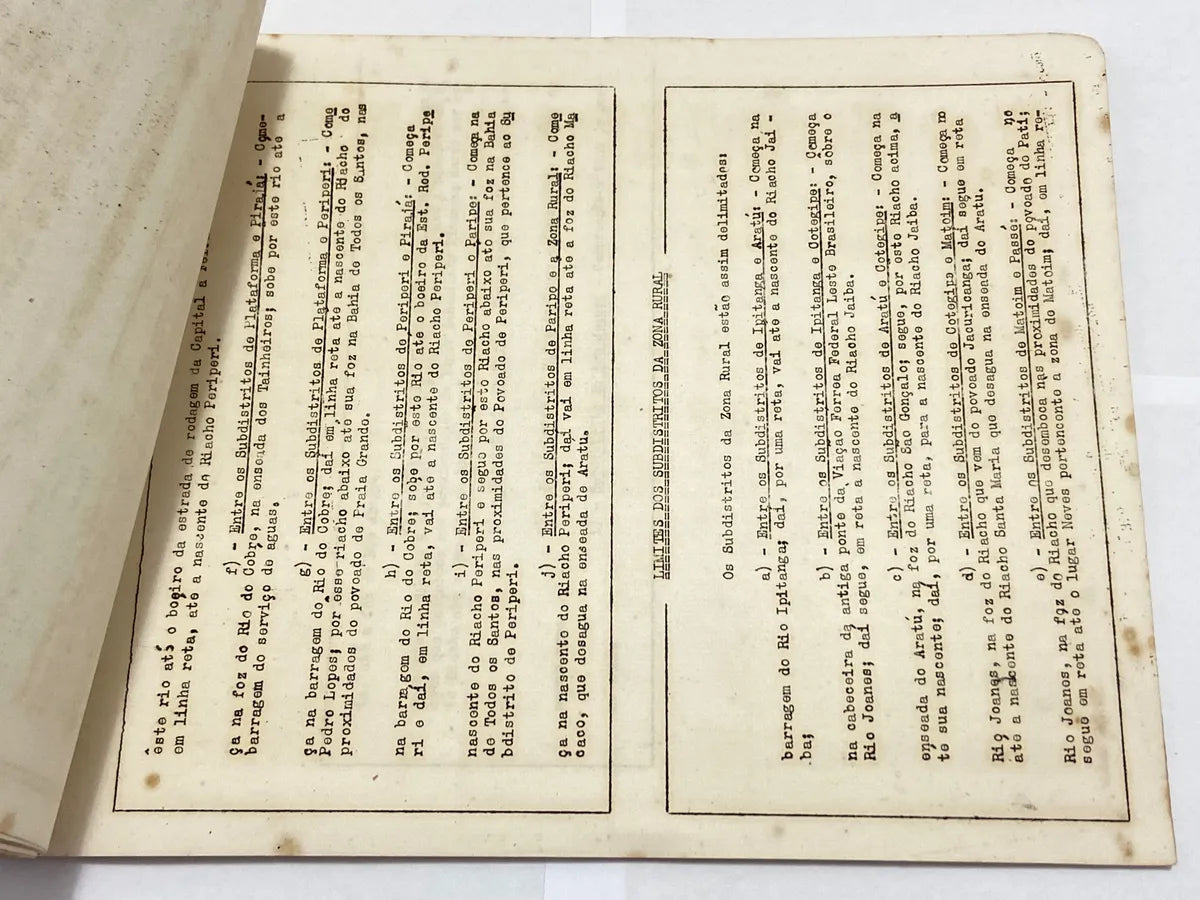 êste rio até o boeiro da estrada de rodagem da Capital a
em linha reta, até a nascente do Riacho Periperi.
f) - Entre os Subdistritos de Plataforma e Pirajá: - Come-
ça na foz do Rio do Cobre, na enseada dos Tainheiros; sobe por este rio até a
barragem do serviço de aguas.
g) - Entre os Subdistritos de Plataforma e Periperi: - Come
ça na barragem do Rio do Cobre; daí em linha reta até a nascente do Riacho do
Pedro Lopes; por esse riacho abaixo até sua foz na Bahia de Todos os Santos, nas
proximidados do povoado de Praia Grande.
h) - Entre os Subdistritos de Periperi e Pirajá: - Começa
na barragem do Rio do Cobre; sobe por este Rio até o boeiro da Est. Rod. Peripe
ri e daí, em linha reta, vai até a nascente do Riacho Periperi.
i) - Entre os Subdistritos de Periperi o Paripe: - Começa na
nascente do Riacho Periperi e segue por esto Riacho abaixo ato sua foz na Bahia
de Todos os Santos, nas proximidades do Povoado de Periperi, que pertence ao Su
bdistrito de Periperi.
j) - Entre os Subdistritos de Paripo e a Zona Rural: - Come
ça na nascento do Riacho Periperi; daí vai em linha reta até a foz do Riacho Ma
caco, que desagua na enseada de Aratu.
LIMITES DOS SUBDISTRITOS DA ZONA RURAL
Os Subdistritos da Zona Rural estão assim delimitados:
a) - Entre os Subdistritos de Ipitanga e Aratú: - Começa na
barragem do Rio Ipitanga; daí, por uma reta, vai até a nascente do Riacho Jai -
ba;
b) - Entre os Subdistritos de Ipitanga e Cotegipe: - Começa
na cabeceira da antiga ponte da Viação Ferrea Federal Leste Brasileiro, sôbre o
Rio Joanes; daí segue, em reta a nascente do Riacho Jaiba.
c) - Entre os Subdistritos de Aratú e Cotegipe: - Começa na
enseada do Aratú, na foz do Riacho São Gonçalo; segue, por este Riacho acima, a
te sua nascente; daí, por uma reta, para a nascente do Riacho Jaiba.
d) - Entre os Subdistritos de Cotegipe e Matoim: - Começa no
Rio Joanes, na foz do Riacho que vem do povoado Jacuricanga; daí segue em reta
ate a nascente do Riacho Santa Maria que desagua na enseada do Aratu.
e) - Entre os Subdistritos de Matoim e Passé: - Começa no
Rio Joanes, na foz do Riacho que desemboca nas proximidades do povoado do Pati;
segue em reta ate o lugar Neves portenconte a zona do Matoim; daí, em linha re-